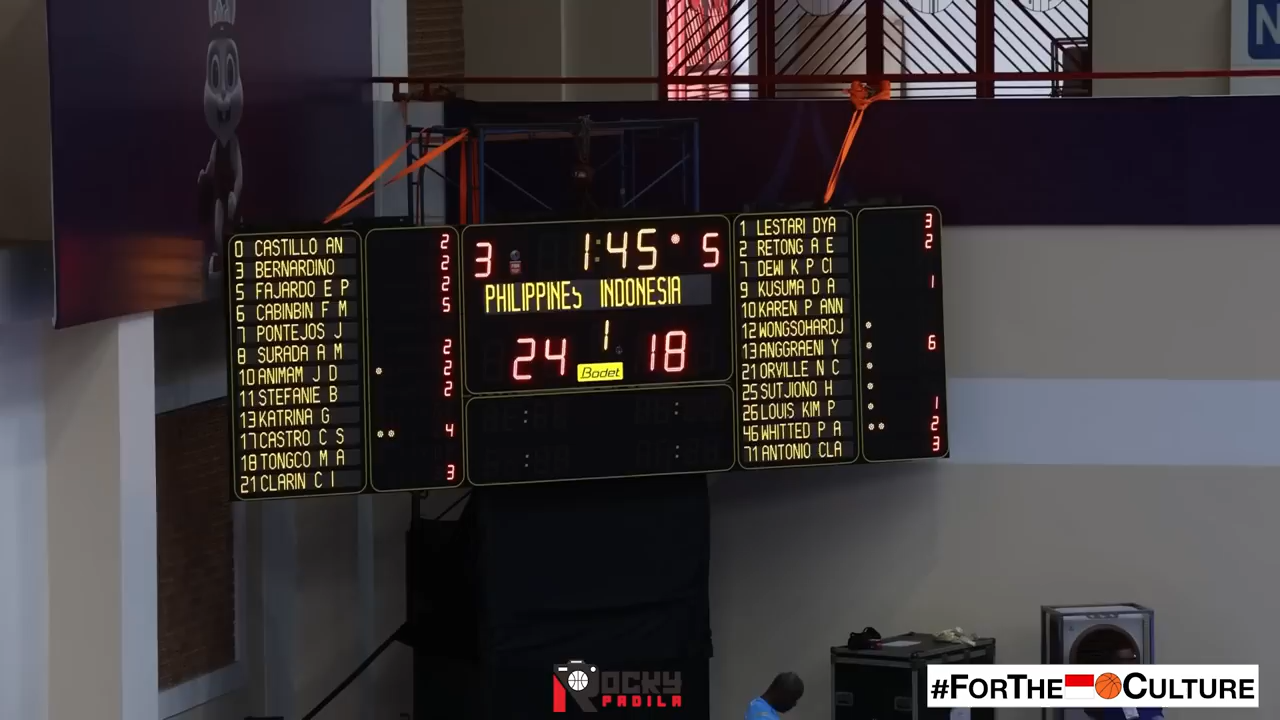 0 CASTILLO AN 2
3 BERNARDINO 2
5 FAJARDO E P 2
6 CABINBIN F M 5
7 PONTEJOS J
8 SURADA A M 2
10 ANIMAM J D 2
11 STEFANIE B 2
13 KATRINA G
17 CASTRO C S 4
18 TONGCO M A
21 CLARIN C I 3
3 1:45 5
PHILIPPINES INDONESIA
1
24 18
Bodet
1 LESTARI DYA 3
2 RETONG A E 2
7 DEWI K P CI
9 KUSUMA D A 1
10 KAREN P ANN
12 WONGSOHARDJ
13 ANGGRAENI Y 6
21 ORVILLE N C
25 SUTJIONO H
26 LOUIS KIM P 1
46 WHITTED P A 2
71 ANTONIO CLA 3
N
ROCKY
PADILA
#FORTHE CULTURE